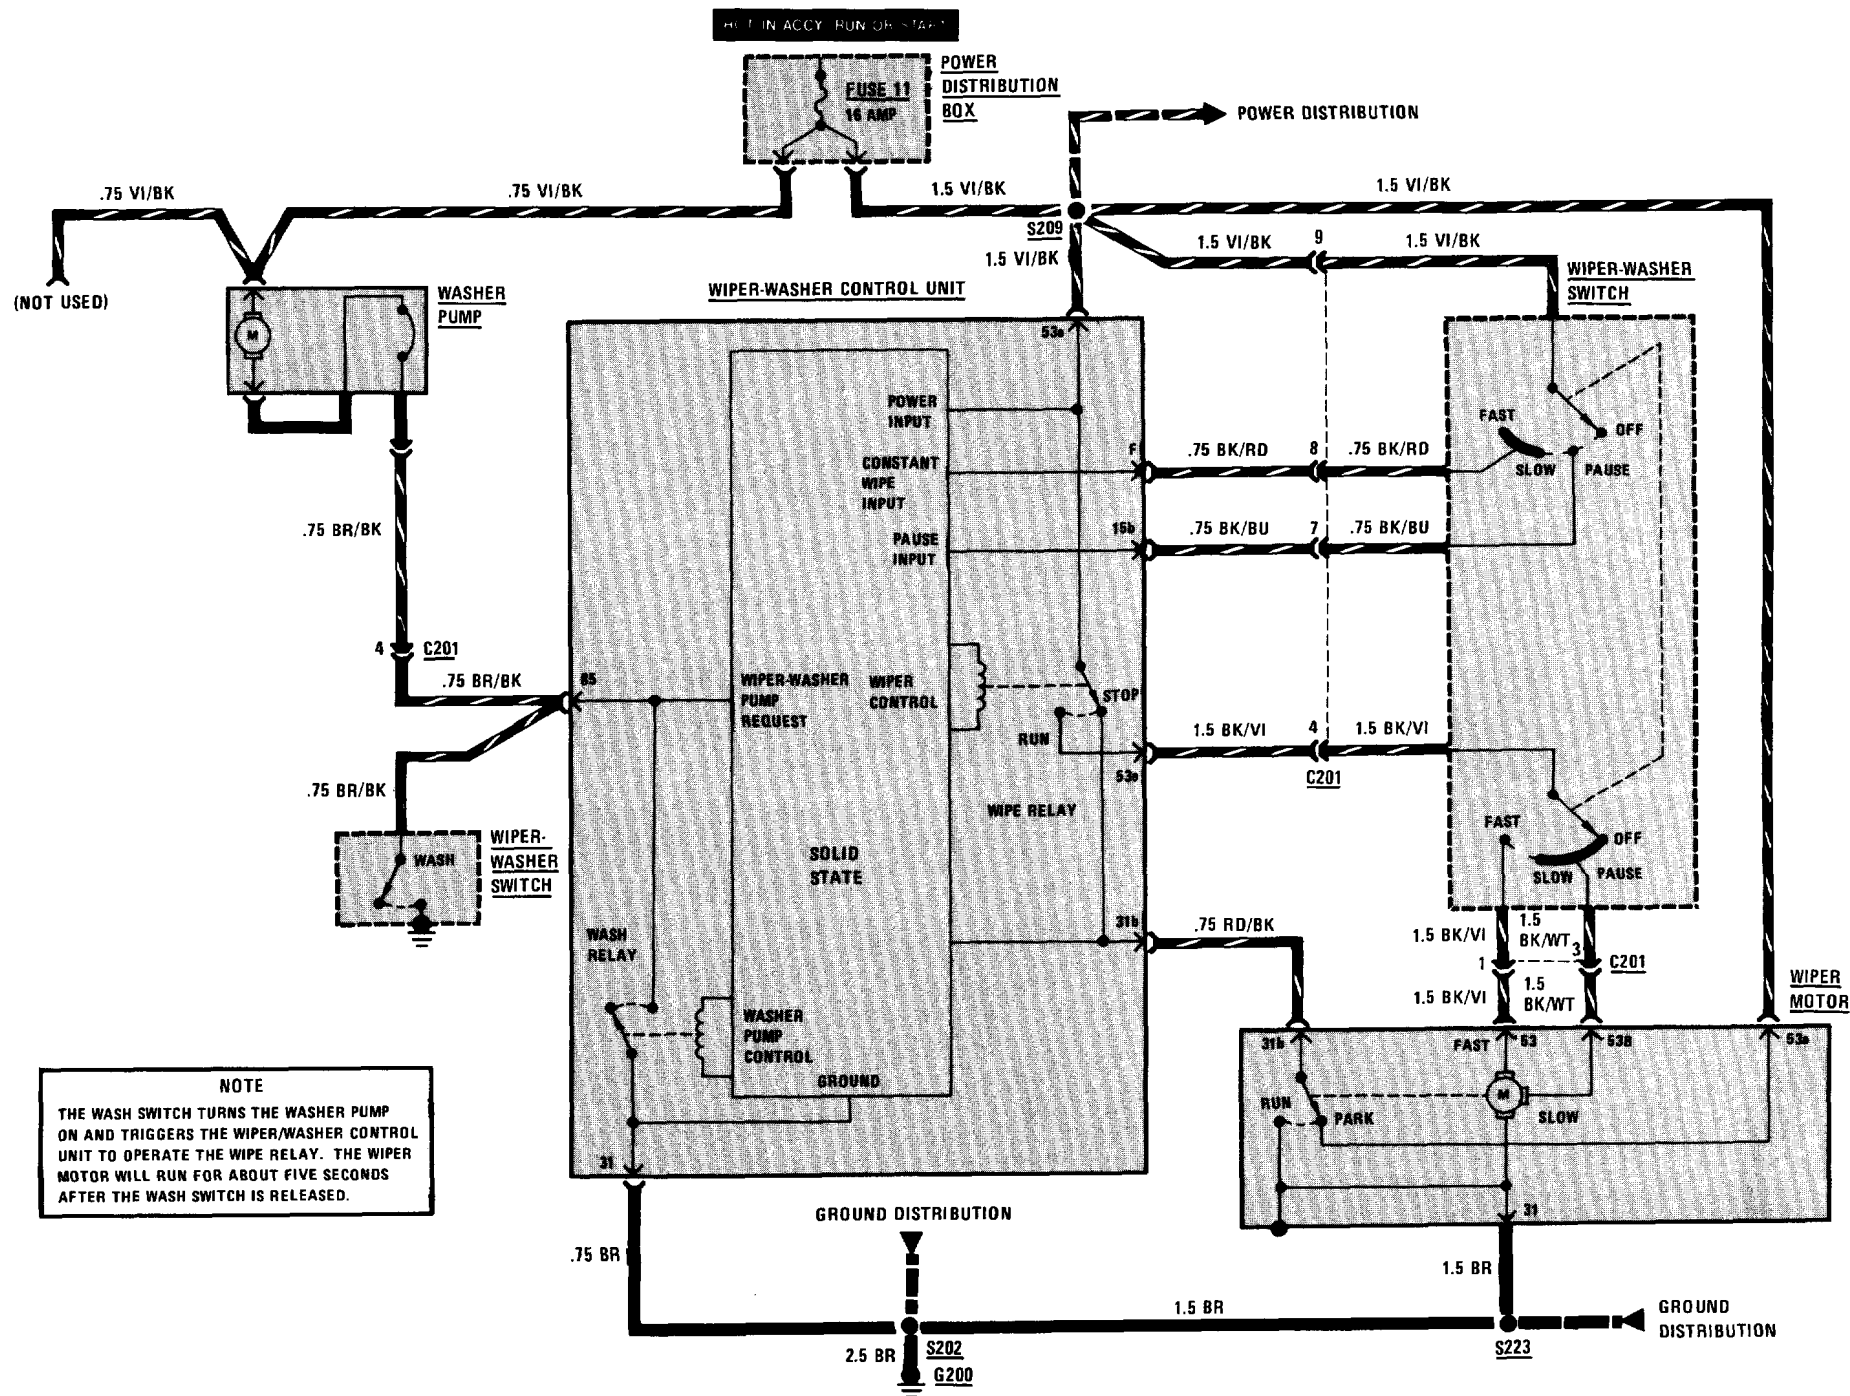 HOT IN ACCY, RUN OR START
POWER
DISTRIBUTION
BOX
FUSE 11
16 AMP
POWER DISTRIBUTION
.75 VI/BK
.75 VI/BK
1.5 VI/BK
1.5 VI/BK
S209
1.5 VI/BK
1.5 VI/BK
9
1.5 VI/BK
(NOT USED)
WASHER
PUMP
M
WIPER-WASHER CONTROL UNIT
WIPER-WASHER
SWITCH
53a
POWER
INPUT
CONSTANT
WIPE
INPUT
PAUSE
INPUT
f
.75 BK/RD
8
.75 BK/RD
15b
.75 BK/BU
7
.75 BK/BU
FAST
OFF
SLOW
PAUSE
.75 BR/BK
4
C201
.75 BR/BK
85
WIPER-WASHER
PUMP
REQUEST
WIPER
CONTROL
STOP
RUN
53e
1.5 BK/VI
4
1.5 BK/VI
C201
WIPE RELAY
.75 BR/BK
WIPER-
WASHER
SWITCH
WASH
SOLID
STATE
FAST
OFF
SLOW
PAUSE
WASH
RELAY
31b
.75 RD/BK
1.5 BK/VI
1.5
BK/WT
1
3
C201
1.5 BK/VI
1.5
BK/WT
WIPER
MOTOR
WASHER
PUMP
CONTROL
GROUND
31
31b
FAST
53
53B
53a
M
RUN
PARK
SLOW
31
NOTE
THE WASH SWITCH TURNS THE WASHER PUMP
ON AND TRIGGERS THE WIPER/WASHER CONTROL
UNIT TO OPERATE THE WIPE RELAY. THE WIPER
MOTOR WILL RUN FOR ABOUT FIVE SECONDS
AFTER THE WASH SWITCH IS RELEASED.
GROUND DISTRIBUTION
.75 BR
1.5 BR
1.5 BR
GROUND
DISTRIBUTION
2.5 BR
S202
G200
S223